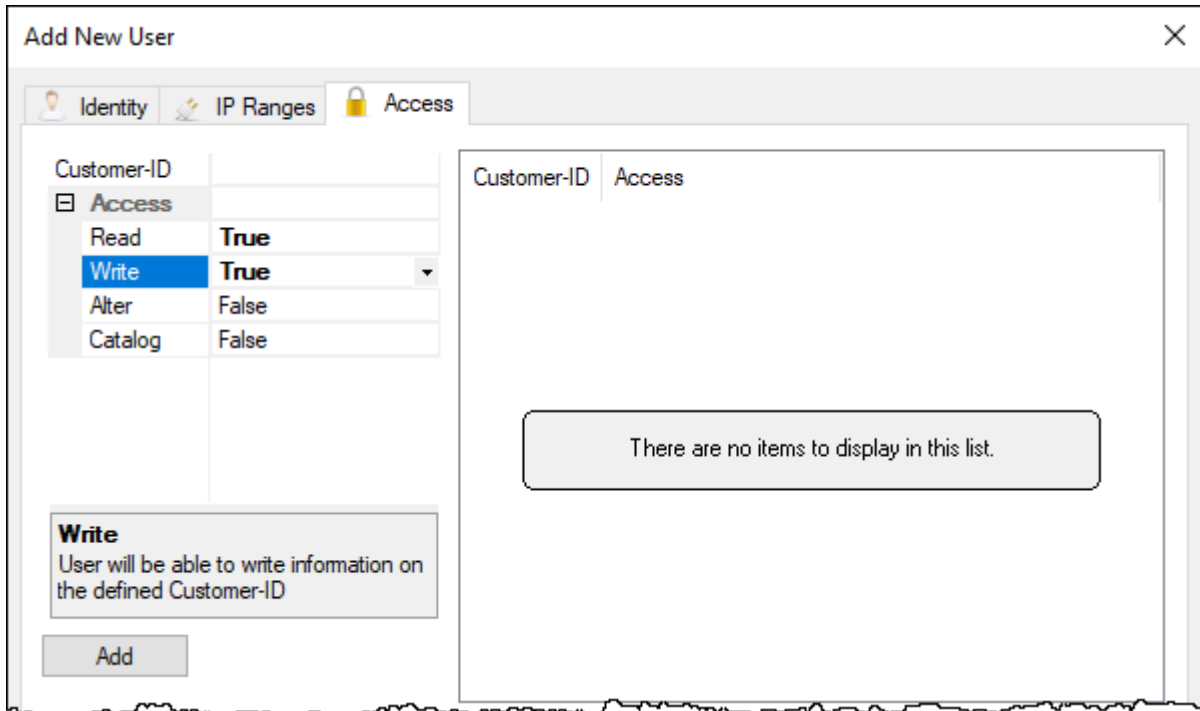 Add New User
Identity IP Ranges Access
Customer-ID
Access
Read True
Write True
Alter False
Catalog False
Write
User will be able to write information on
the defined Customer-ID
Add
Customer-ID Access
There are no items to display in this list.